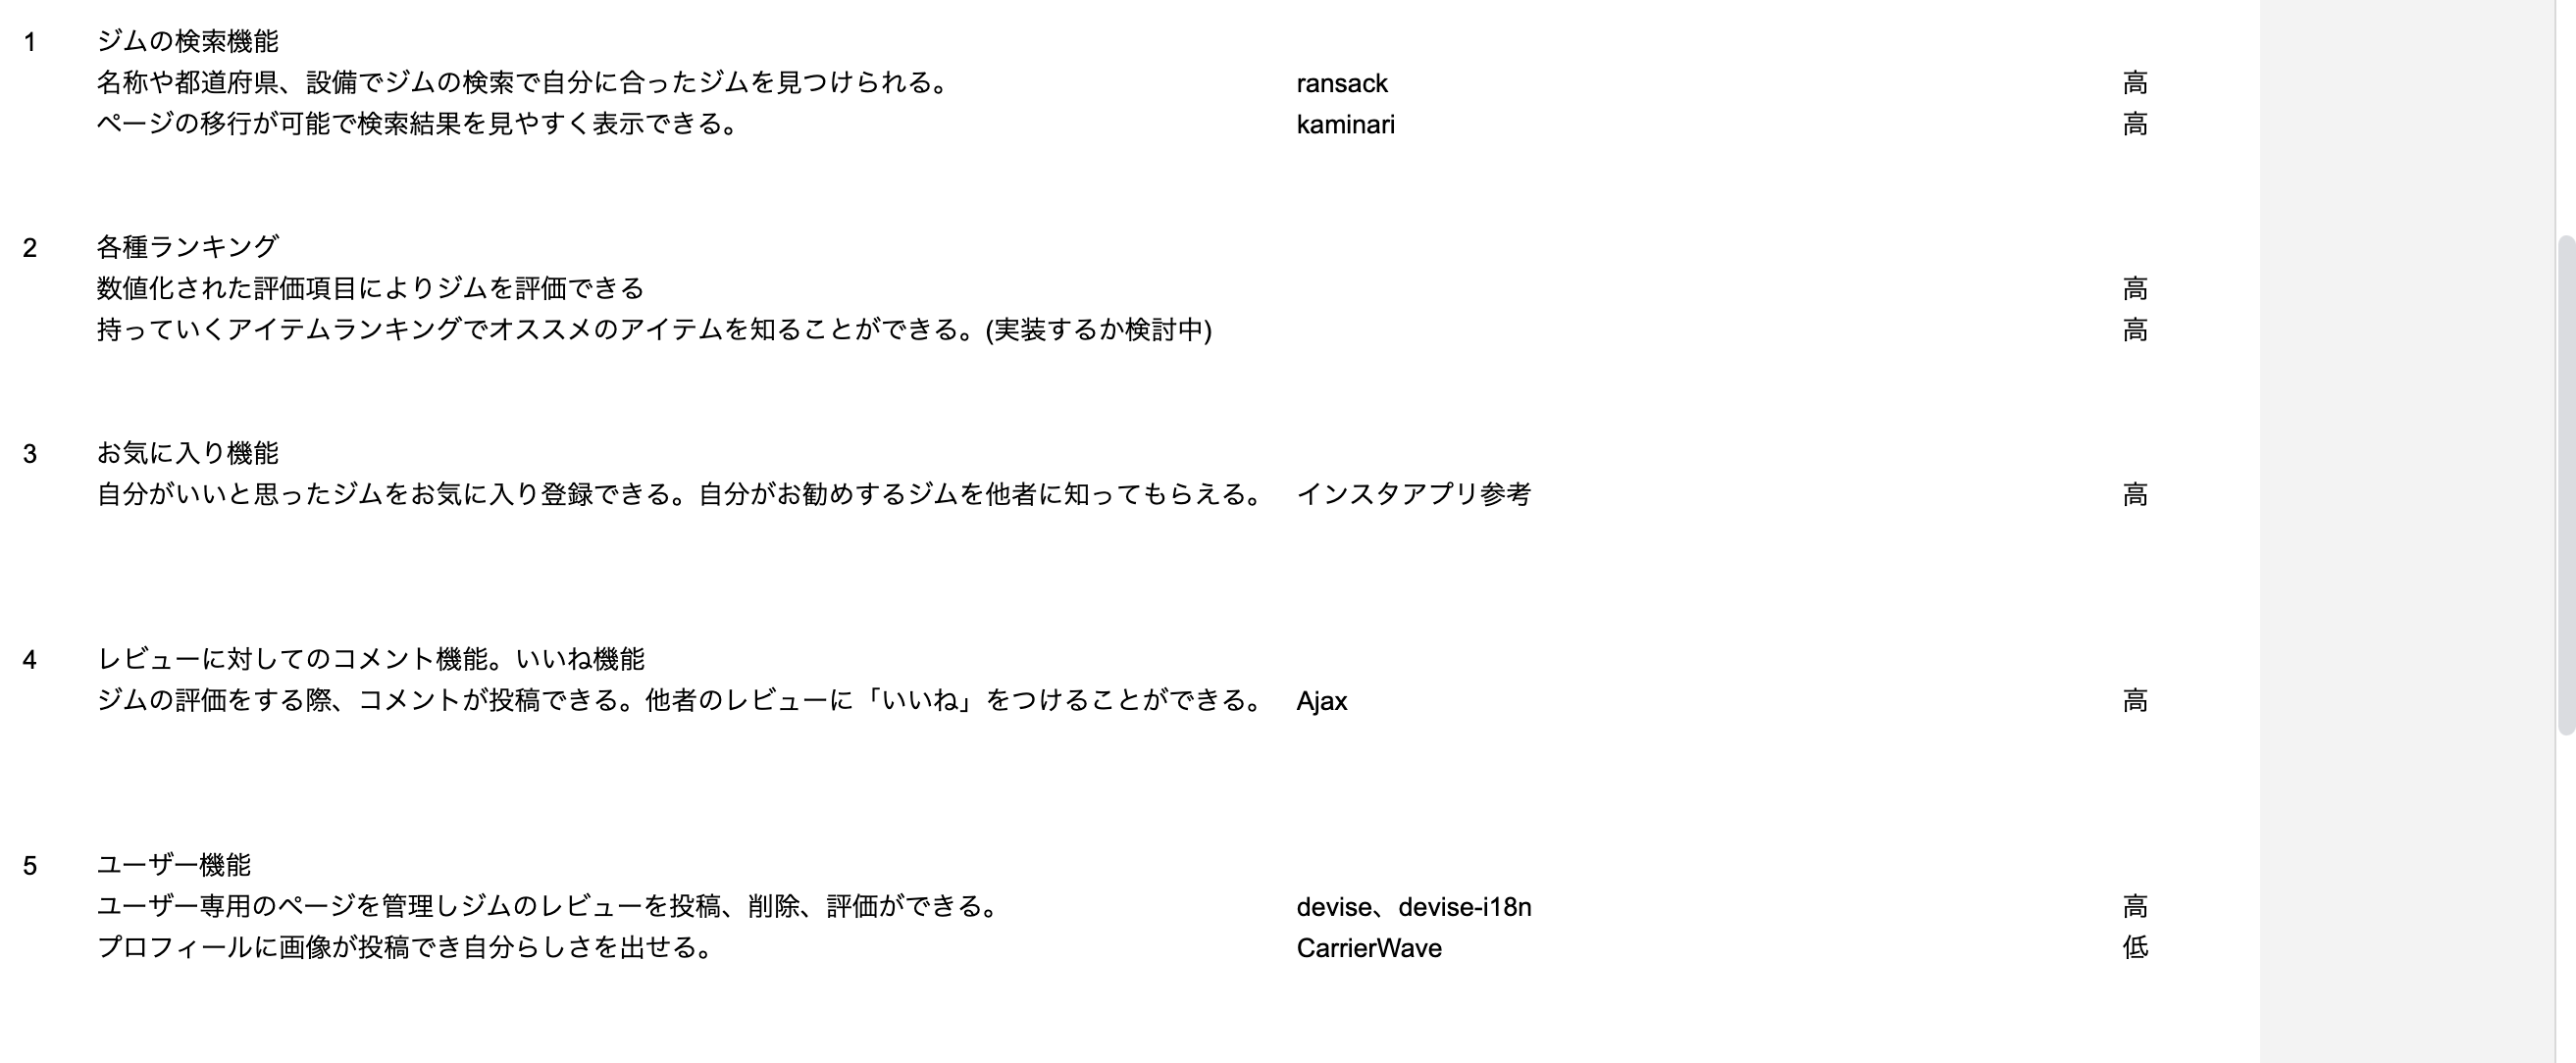 1 ジムの検索機能
名称や都道府県、設備でジムの検索で自分に合ったジムを見つけられる。 ransack 高
ページの移行が可能で検索結果を見やすく表示できる。 kaminari 高
2 各種ランキング
数値化された評価項目によりジムを評価できる 高
持っていくアイテムランキングでオススメのアイテムを知ることができる。(実装するか検討中) 高
3 お気に入り機能
自分がいいと思ったジムをお気に入り登録できる。自分がお勧めするジムを他者に知ってもらえる。 インスタアプリ参考 高
4 レビューに対してのコメント機能。いいね機能
ジムの評価をする際、コメントが投稿できる。他者のレビューに「いいね」をつけることができる。 Ajax 高
5 ユーザー機能
ユーザー専用のページを管理しジムのレビューを投稿、削除、評価ができる。 devise、devise-i18n 高
プロフィールに画像が投稿でき自分らしさを出せる。 CarrierWave 低